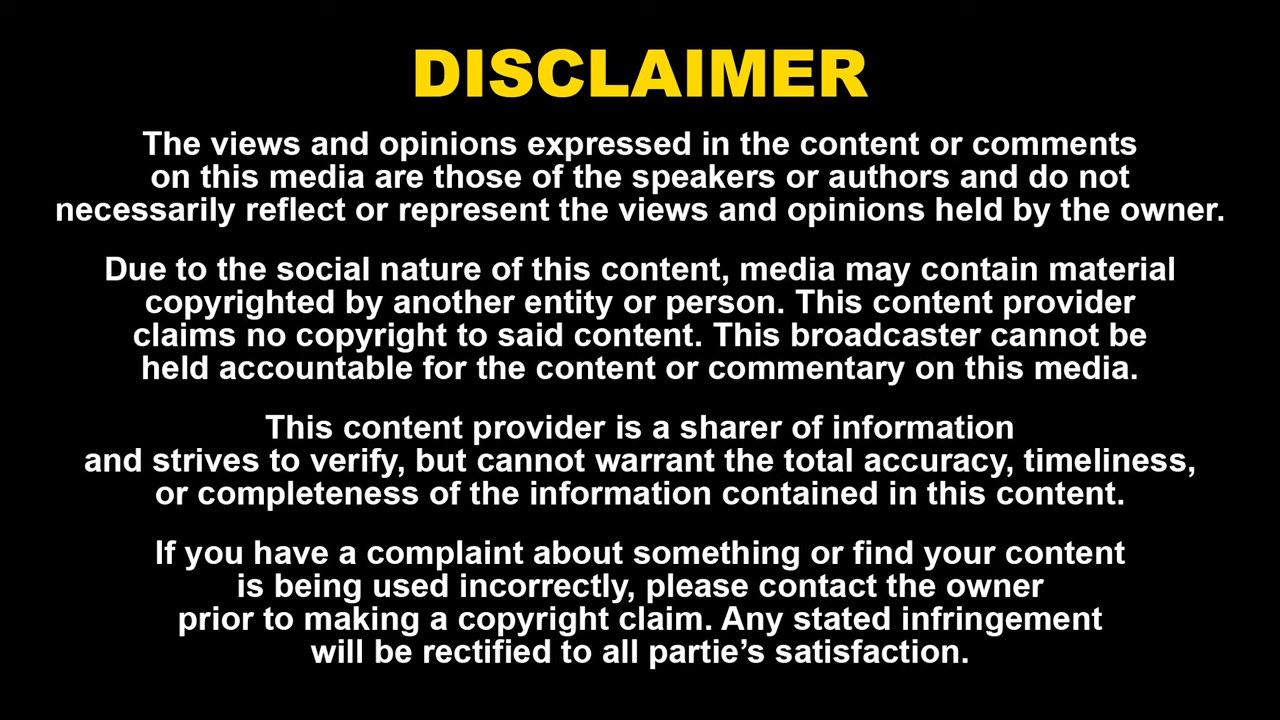 DISCLAIMER
The views and opinions expressed in the content or comments
on this media are those of the speakers or authors and do not
necessarily reflect or represent the views and opinions held by the owner.
Due to the social nature of this content, media may contain material
copyrighted by another entity or person. This content provider
claims no copyright to said content. This broadcaster cannot be
held accountable for the content or commentary on this media.
This content provider is a sharer of information
and strives to verify, but cannot warrant the total accuracy, timeliness,
or completeness of the information contained in this content.
If you have a complaint about something or find your content
is being used incorrectly, please contact the owner
prior to making a copyright claim. Any stated infringement
will be rectified to all partie’s satisfaction.